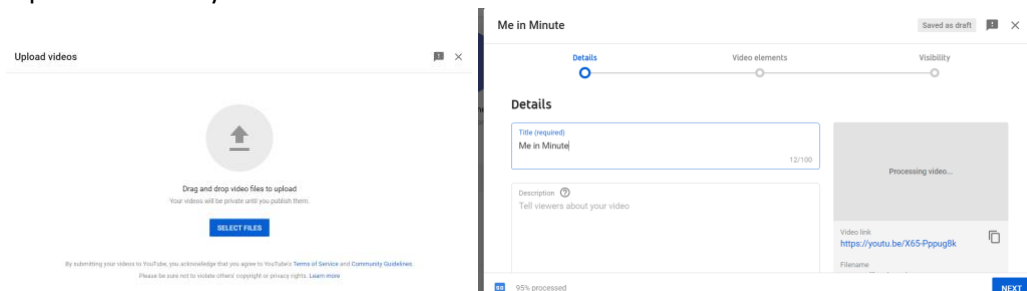 Upload videos
Drag and drop video files to upload
Your videos will be private until you publish them.
SELECT FILES
By submitting your videos to YouTube, you acknowledge that you agree to YouTube's Terms of Service and Community Guidelines.
Please be sure not to violate others' copyright or privacy rights. Learn more
Me in Minute
Saved as draft
Details
Video elements
Visibility
Details
Title (required)
Me in Minute
12/100
Description
Tell viewers about your video
Processing video...
Video link
https://youtu.be/X65-Pppug8k
Filename
95% processed
NEXT